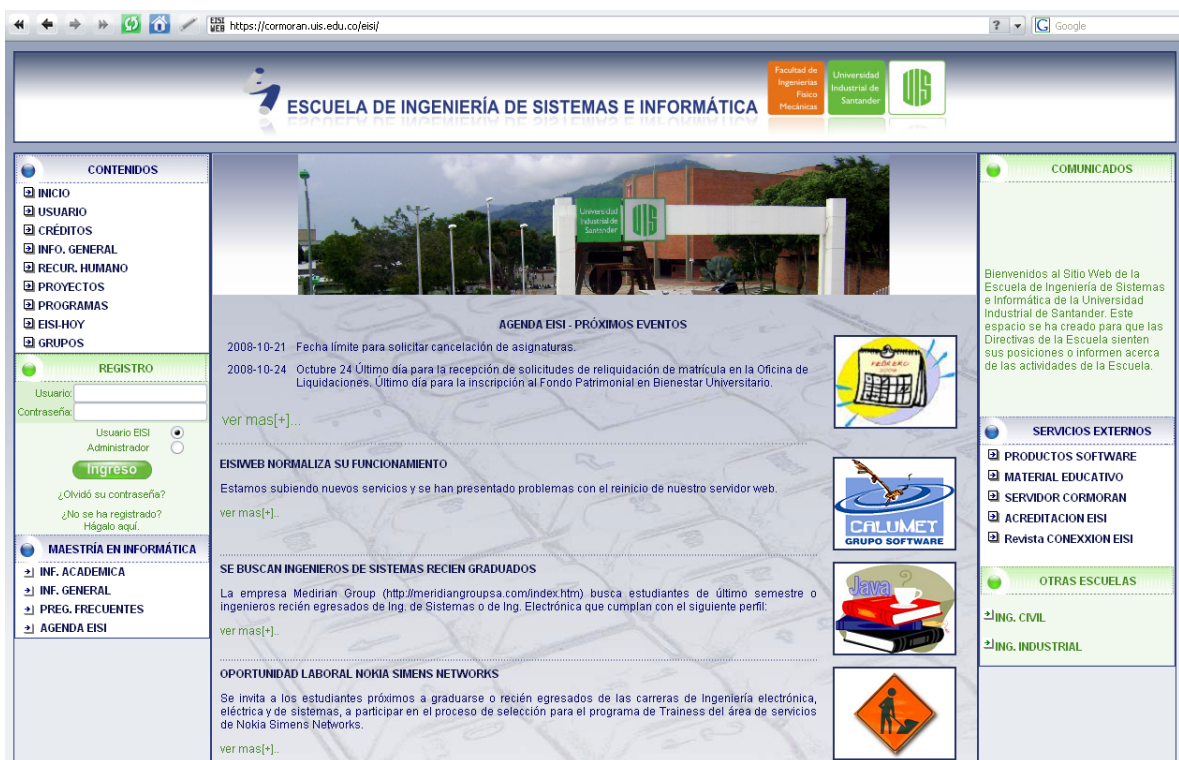 EISI WEB https://cormoran.uis.edu.co/eisi/
? G Google
ESCUELA DE INGENIERÍA DE SISTEMAS E INFORMÁTICA
Facultad de
Ingenierías
Físico
Mecánicas
Universidad
Industrial de
Santander
UIS
CONTENIDOS
INICIO
USUARIO
CRÉDITOS
INFO. GENERAL
RECUR. HUMANO
PROYECTOS
PROGRAMAS
EISI-HOY
GRUPOS
REGISTRO
Usuario:
Contraseña:
Usuario EISI
Administrador
Ingreso
¿Olvidó su contraseña?
¿No se ha registrado?
Hágalo aquí.
MAESTRÍA EN INFORMÁTICA
INF. ACADEMICA
INF. GENERAL
PREG. FRECUENTES
AGENDA EISI
Universidad
Industrial de
Santander
UIS
AGENDA EISI - PRÓXIMOS EVENTOS
2008-10-21 Fecha límite para solicitar cancelación de asignaturas.
2008-10-24 Octubre 24 Último día para la recepción de solicitudes de reliquidación de matrícula en la Oficina de
Liquidaciones. Último día para la inscripción al Fondo Patrimonial en Bienestar Universitario.
ver mas[+]..
FEBRERO
EISIWEB NORMALIZA SU FUNCIONAMIENTO
Estamos subiendo nuevos servicios y se han presentado problemas con el reinicio de nuestro servidor web.
ver mas[+]..
CALUMET
GRUPO SOFTWARE
SE BUSCAN INGENIEROS DE SISTEMAS RECIEN GRADUADOS
La empresa Medirian Group (http://meridiangroupsa.com/index.htm) busca estudiantes de último semestre o
ingenieros recién egresados de Ing. de Sistemas o de Ing. Electrónica que cumplan con el siguiente perfil:
ver mas[+]..
Java
OPORTUNIDAD LABORAL NOKIA SIMENS NETWORKS
Se invita a los estudiantes próximos a graduarse o recién egresados de las carreras de Ingeniería electrónica,
eléctrica y de sistemas, a participar en el proceso de selección para el programa de Trainess del área de servicios
de Nokia Simens Networks.
ver mas[+]..
COMUNICADOS
Bienvenidos al Sitio Web de la
Escuela de Ingeniería de Sistemas
e Informática de la Universidad
Industrial de Santander. Este
espacio se ha creado para que las
Directivas de la Escuela sienten
sus posiciones o informen acerca
de las actividades de la Escuela.
SERVICIOS EXTERNOS
PRODUCTOS SOFTWARE
MATERIAL EDUCATIVO
SERVIDOR CORMORAN
ACREDITACION EISI
Revista CONEXXION EISI
OTRAS ESCUELAS
ING. CIVIL
ING. INDUSTRIAL